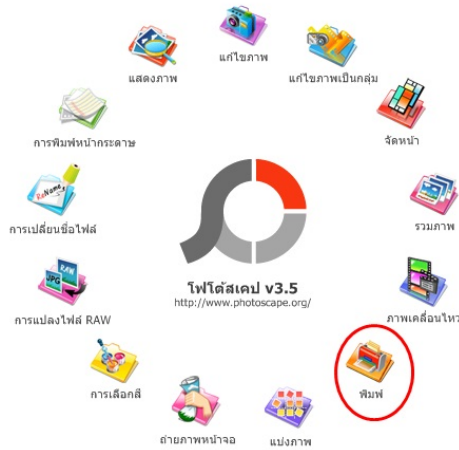 แก้ไขภาพ
แสดงภาพ
แก้ไขภาพเป็นกลุ่ม
การพิมพ์หน้ากระดาษ
จัดหน้า
ReName
การเปลี่ยนชื่อไฟล์
รวมภาพ
RAW
JPG
โฟโต้สเคป v3.5
http://www.photoscape.org/
การแปลงไฟล์ RAW
ภาพเคลื่อนไหว
การเลือกสี
พิมพ์
ถ่ายภาพหน้าจอ
แบ่งภาพ